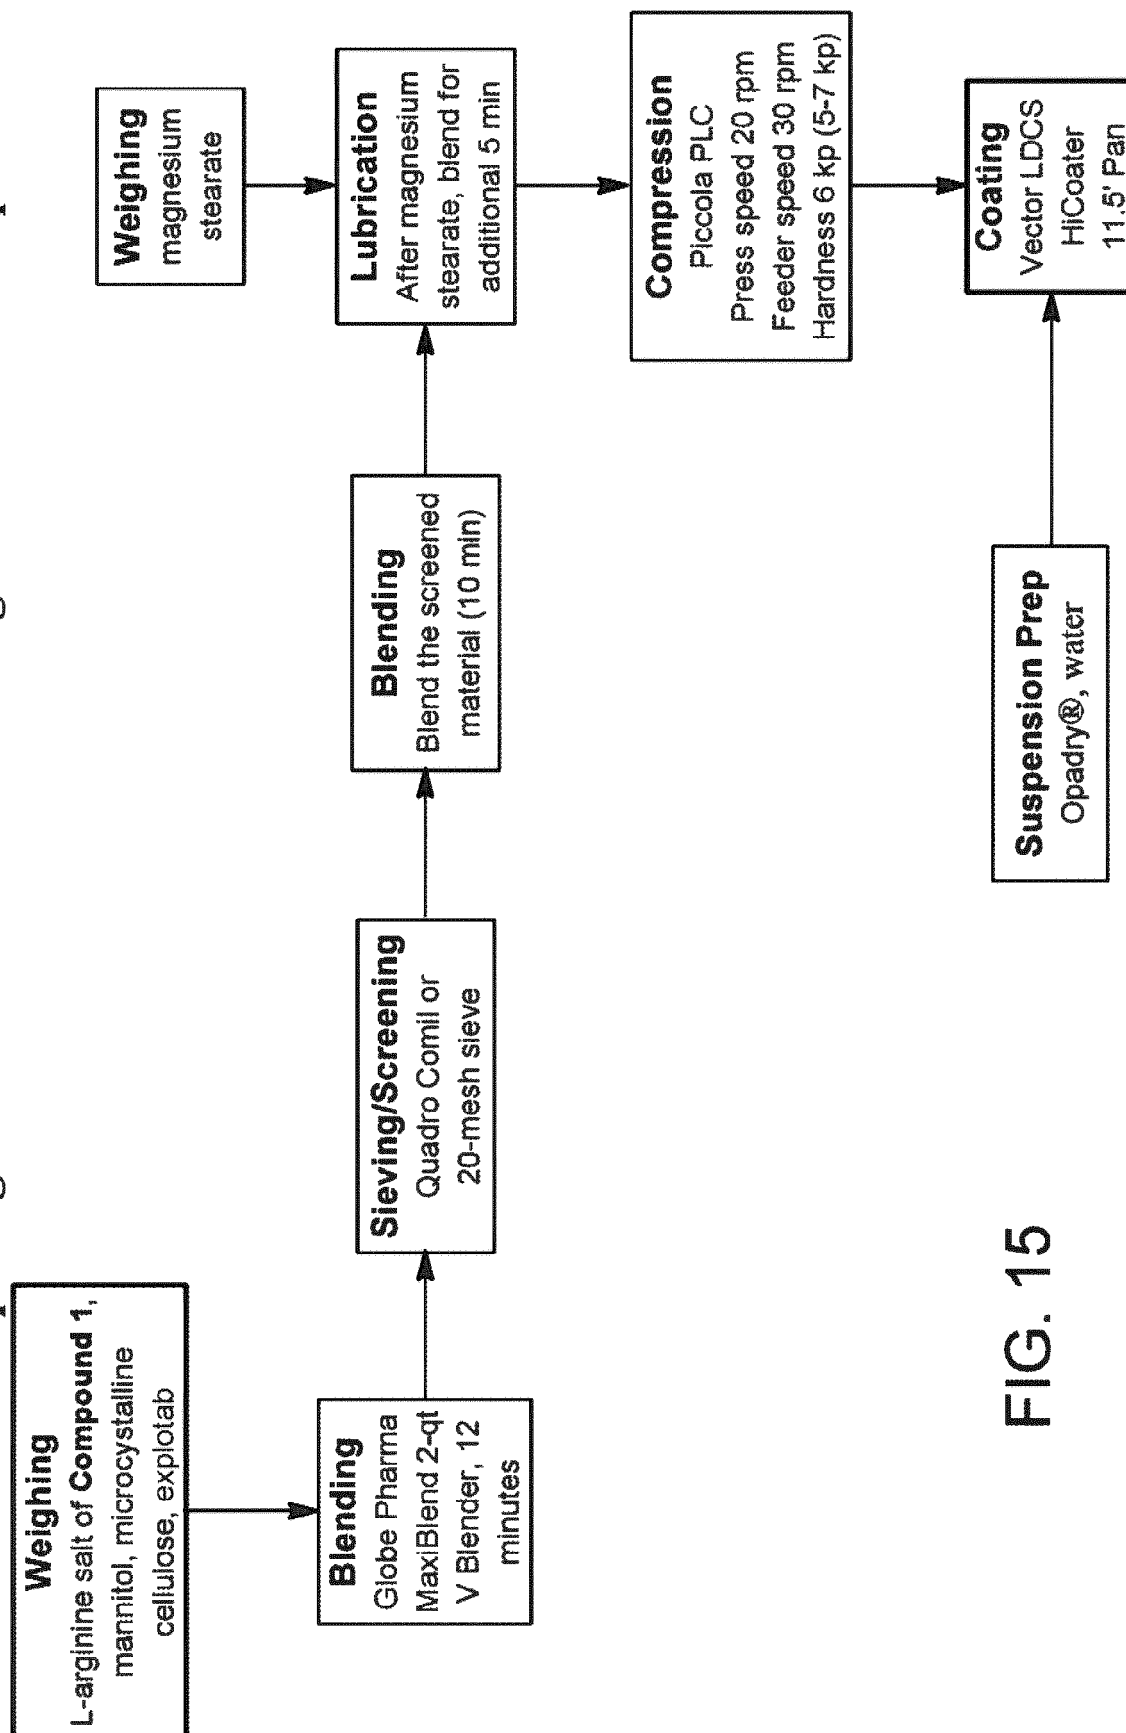 Weighing
L-arginine salt of Compound 1,
mannitol, microcystalline
cellulose, explotab
Blending
Globe Pharma
MaxiBlend 2-qt
V Blender, 12
minutes
Sieving/Screening
Quadro Comil or
20-mesh sieve
Blending
Blend the screened
material (10 min)
Weighing
magnesium
stearate
Lubrication
After magnesium
stearate, blend for
additional 5 min
Compression
Piccola PLC
Press speed 20 rpm
Feeder speed 30 rpm
Hardness 6 kp (5-7 kp)
Suspension Prep
Opadry®, water
Coating
Vector LDCS
HiCoater
11.5' Pan
FIG. 15